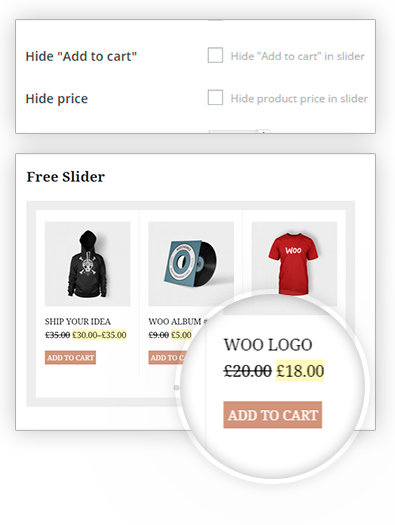 Hide "Add to cart"
Hide "Add to cart" in slider
Hide price
Hide product price in slider
Free Slider
WOO
SHIP YOUR IDEA
£35.00 £30.00–£35.00
ADD TO CART
WOO ALBUM #
£9.00 £5.00
ADD TO C
WOO LOGO
£20.00 £18.00
ADD TO CART